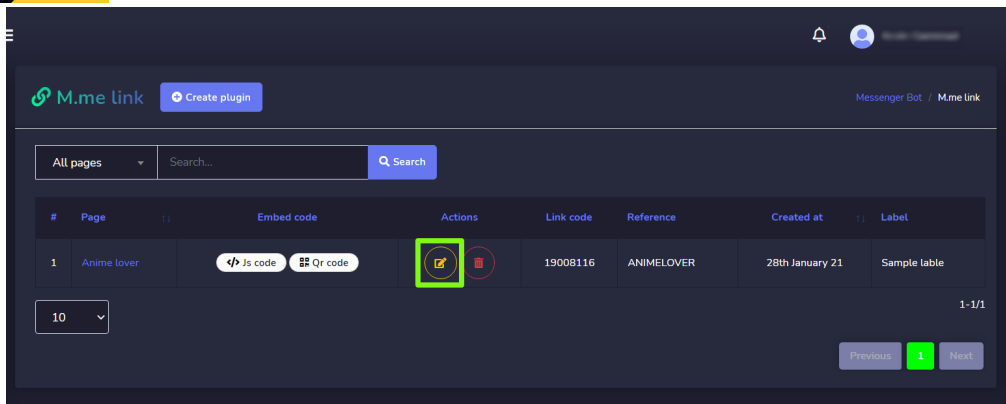 M.me link Create plugin Messenger Bot / M.me link
All pages Search... Search
# Page Embed code Actions Link code Reference Created at Label
1 Anime lover </> Js code Qr code 19008116 ANIMELOVER 28th January 21 Sample lable
10 1-1/1
Previous 1 Next